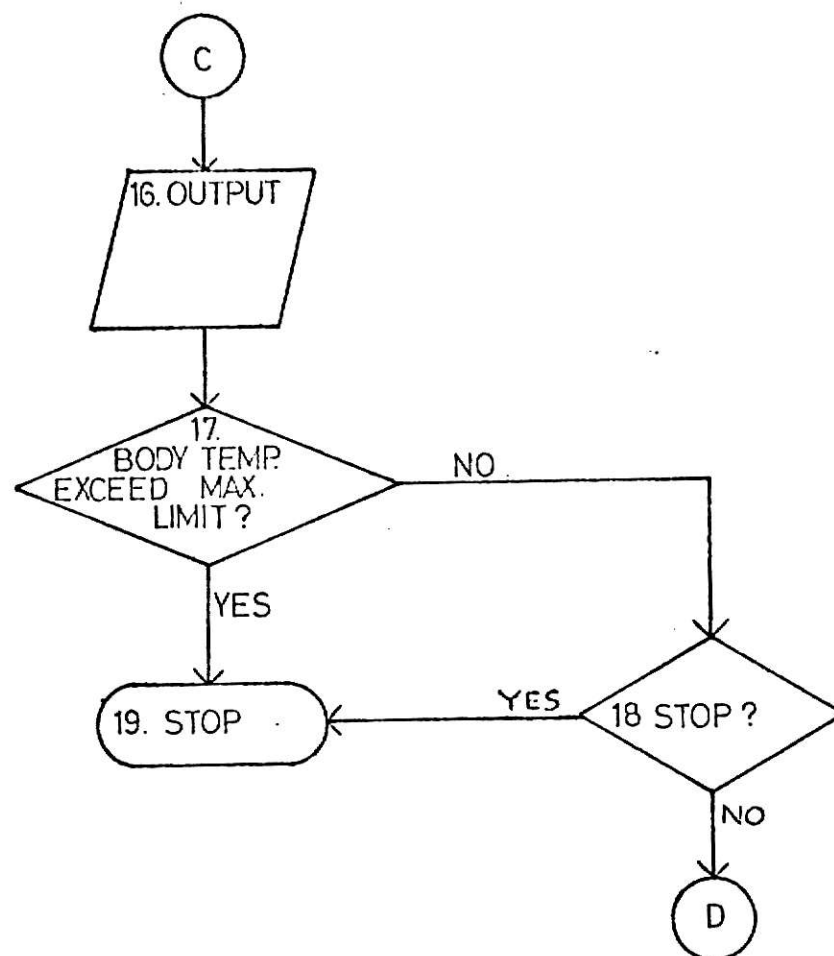 C
16. OUTPUT
17.
BODY TEMP.
EXCEED MAX.
LIMIT?
NO
YES
19. STOP
YES
18 STOP?
NO
D